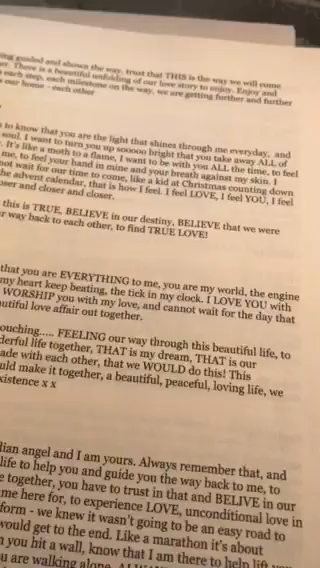 ing guided and shown the way, trust that THIS is the way we will come
er. There is a beautiful unfolding of our love story to enjoy. Enjoy and
each step, each milestone on the way, we are getting further and further
our home - each other
to know that you are the light that shines through me everyday, and
soul. I want to turn you up sooooo bright that you take away ALL of
It's like a moth to a flame, I want to be with you ALL the time, to feel
me, to feel your hand in mine and your breath against my skin. I
not wait for our time to come, like a kid at Christmas counting down
the advent calendar, that is how I feel. I feel LOVE, I feel YOU, I feel
oser and closer and closer.
this is TRUE, BELIEVE in our destiny, BELIEVE that we were
r way back to each other, to find TRUE LOVE!
that you are EVERYTHING to me, you are my world, the engine
my heart keep beating, the tick in my clock. I LOVE YOU with
WORSHIP you with my love, and cannot wait for the day that
utiful love affair out together.
ouching..... FEELING our way through this beautiful life, to
derful life together, THAT is my dream, THAT is our
ade with each other, that we WOULD do this! This
uld make it together, a beautiful, peaceful, loving life, we
xistence x x
dian angel and I am yours. Always remember that, and
life to help you and guide you the way back to me, to
e together, you have to trust in that and BELIVE in our
me here for, to experience LOVE, unconditional love in
form - we knew it wasn't going to be an easy road to
would get to the end. Like a marathon it's about
n you hit a wall, know that I am there to help lift you
u are walking alone.